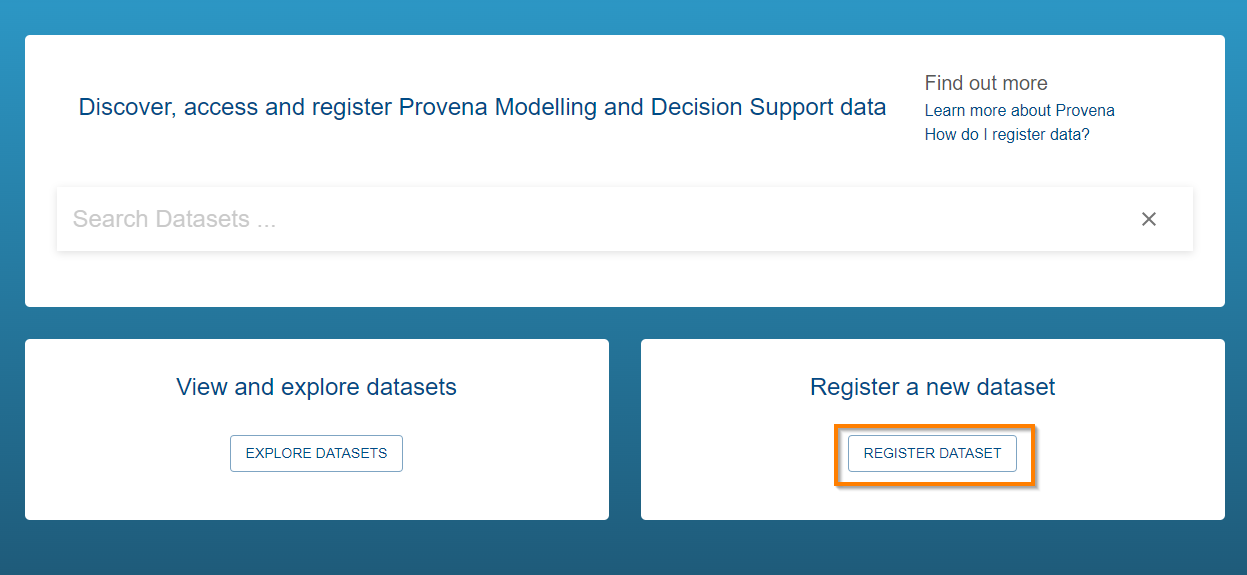 Discover, access and register Provena Modelling and Decision Support data
Find out more
Learn more about Provena
How do I register data?
Search Datasets ...
View and explore datasets
EXPLORE DATASETS
Register a new dataset
REGISTER DATASET